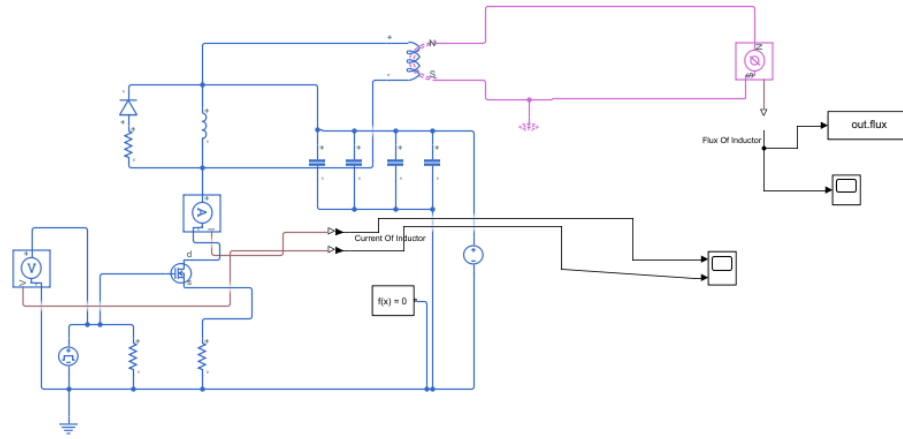 +
N
-
S
N
S
-
+
+
-
+
-
+
-
+
-
+
-
out.flux
Flux Of Inductor
+
A
I
Current Of Inductor
+
V
V
-
d
s
f(x) = 0
+
-
+
-
+
-
+
-